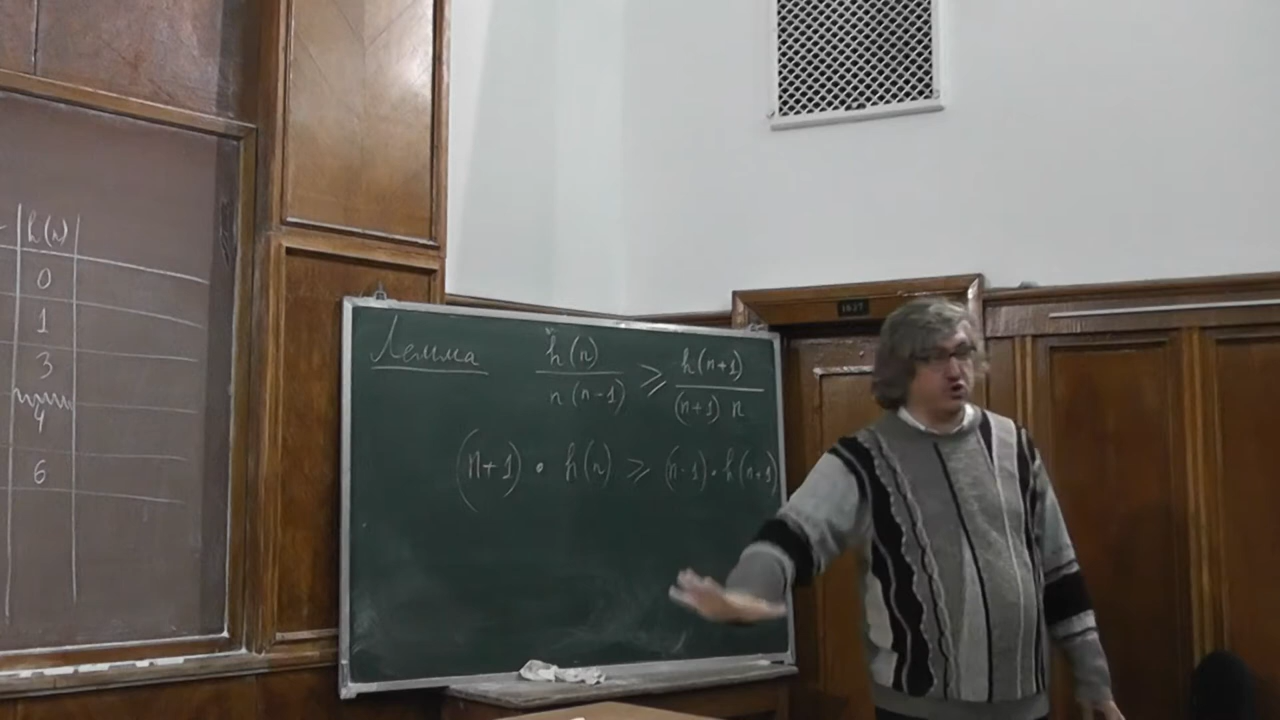 h(n)
0
1
3
4
6
Лемма
h(n) / n(n-1) ⩾ h(n+1) / (n+1) n
(n+1) • h(n) ⩾ (n-1) • h(n+1)